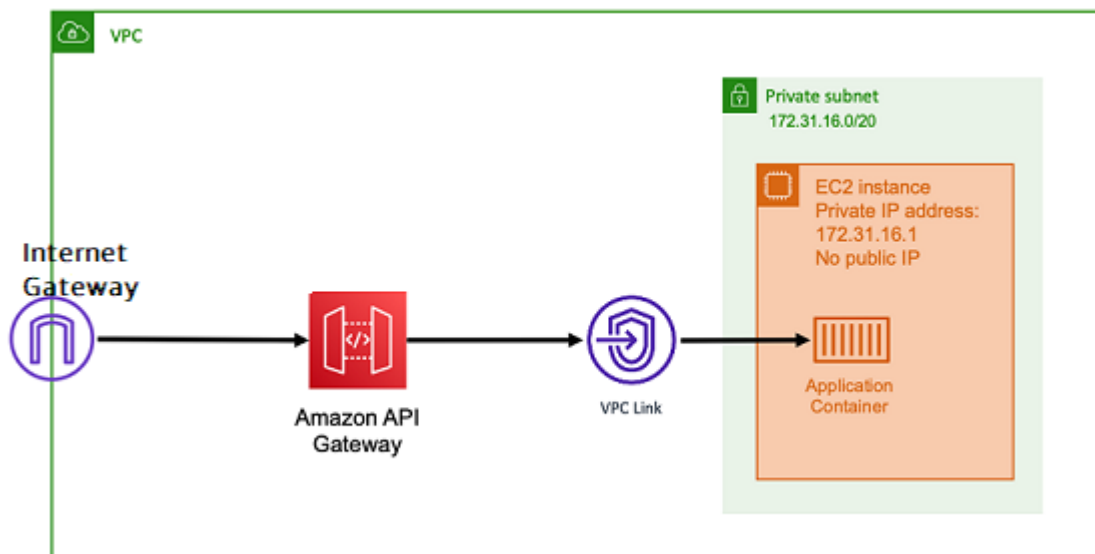 VPC
Private subnet
172.31.16.0/20
EC2 instance
Private IP address:
172.31.16.1
No public IP
Internet
Gateway
</>
Amazon API
Gateway
VPC Link
Application
Container